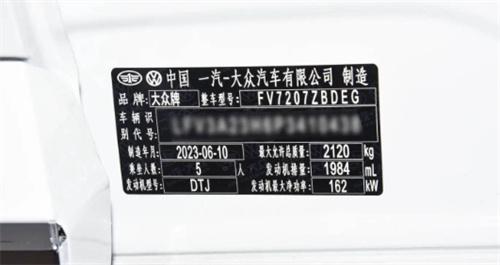 中国 一汽-大众汽车有限公司 制造
品牌:大众牌 整车型号: FV7207ZBDEG
车辆识别代号:
制造年月 2023-06-10 最大允许总质量 2120 kg
乘坐人数 5 人 发动机排量 1984 mL
发动机型号 DTJ 发动机最大净功率 162 kW